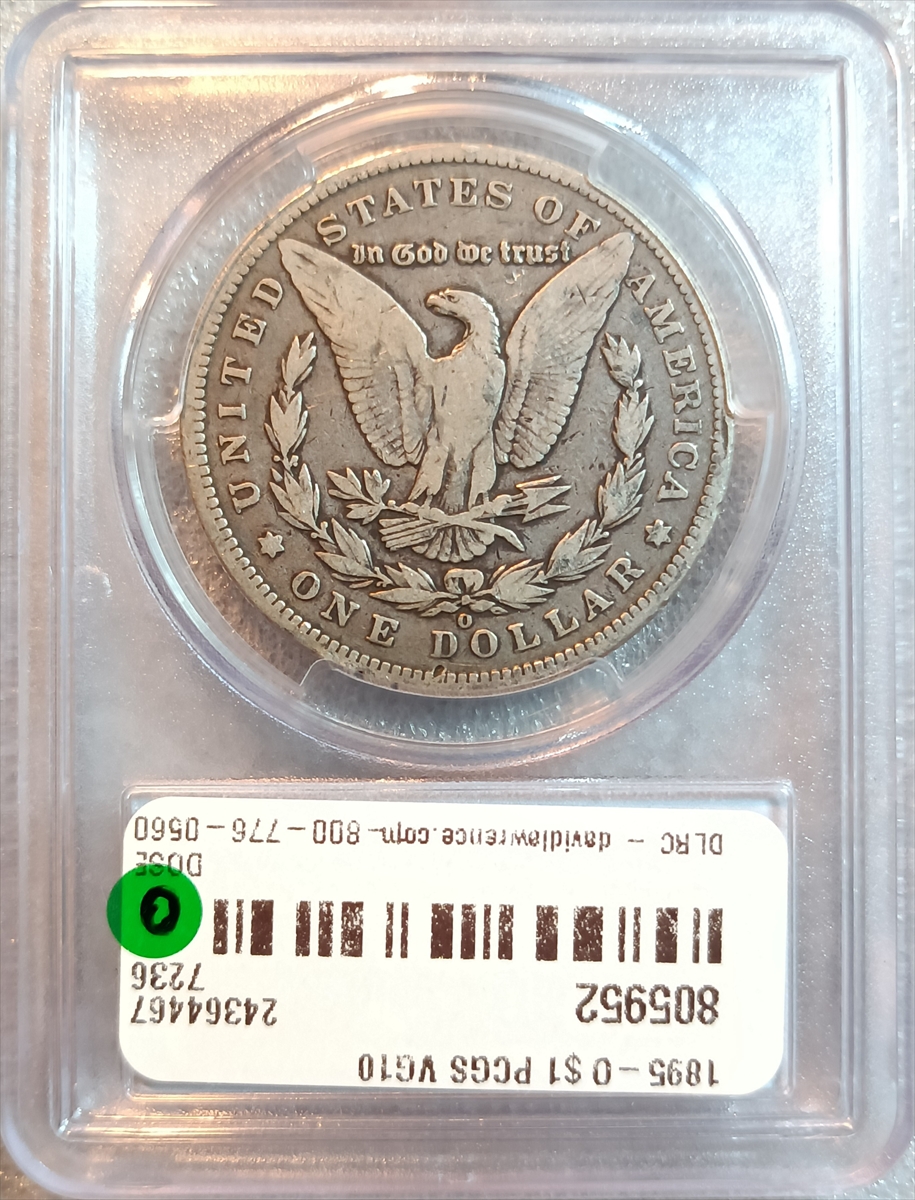 UNITED STATES OF AMERICA
In God We trust
O
ONE DOLLAR
1895-O $1 PCGS VG10
805952
24364467
7236
O
DOSE
DLRC - davidlawrence.com - 800-776-0560